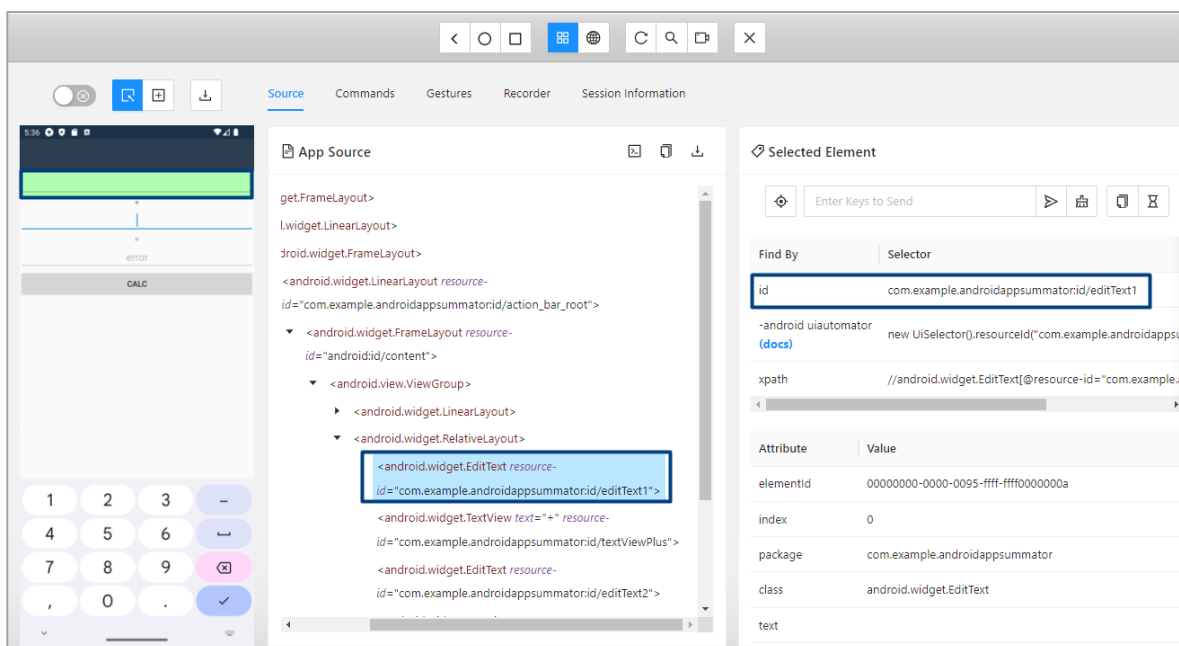 Source Commands Gestures Recorder Session Information
5:36
error
CALC
1 2 3 –
4 5 6
7 8 9
, 0 .
App Source
get.FrameLayout>
l.widget.LinearLayout>
droid.widget.FrameLayout>
<android.widget.LinearLayout resource-
id="com.example.androidappsummator:id/action_bar_root">
<android.widget.FrameLayout resource-
id="android:id/content">
<android.view.ViewGroup>
<android.widget.LinearLayout>
<android.widget.RelativeLayout>
<android.widget.EditText resource-
id="com.example.androidappsummator:id/editText1">
<android.widget.TextView text="+" resource-
id="com.example.androidappsummator:id/textViewPlus">
<android.widget.EditText resource-
id="com.example.androidappsummator:id/editText2">
Selected Element
Enter Keys to Send
Find By Selector
id com.example.androidappsummator:id/editText1
-android uiautomator
(docs)
new UiSelector().resourceId("com.example.androidappsu
xpath //android.widget.EditText[@resource-id="com.example.
Attribute Value
elementId 00000000-0000-0095-ffff-ffff0000000a
index 0
package com.example.androidappsummator
class android.widget.EditText
text